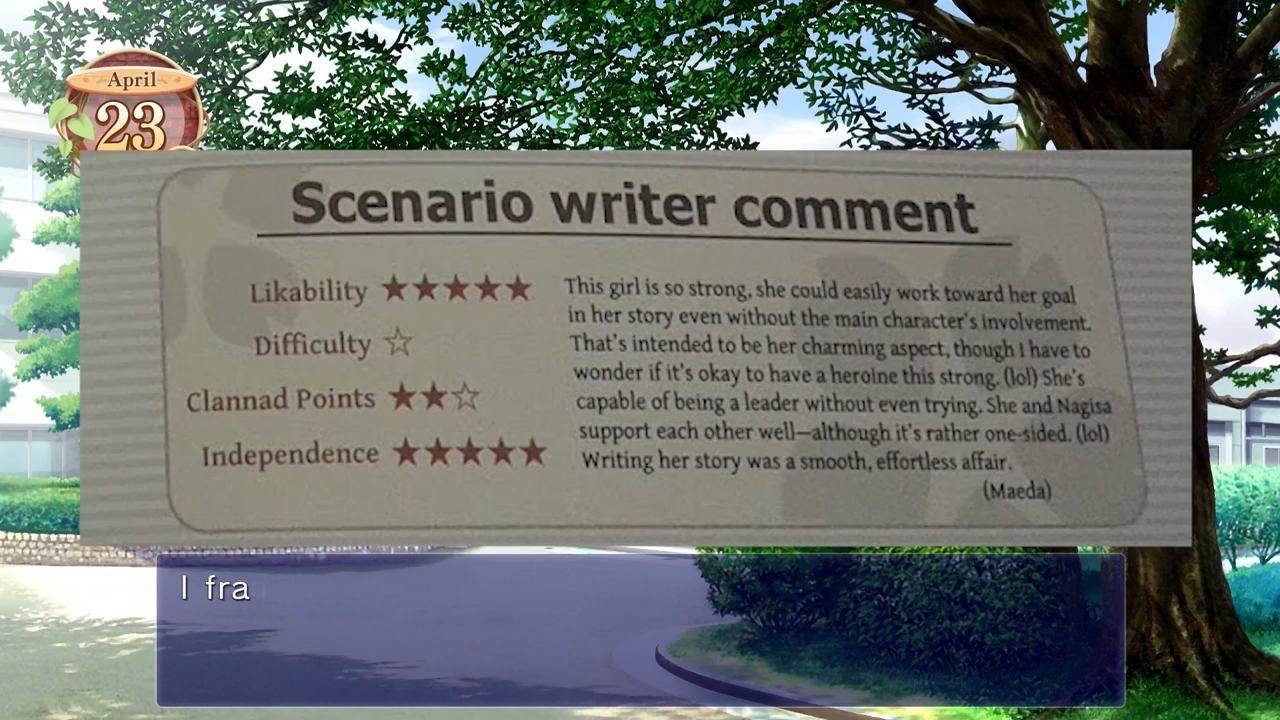 April
23
Scenario writer comment
Likability ★★★★★
Difficulty ☆
Clannad Points ★★☆
Independence ★★★★★
This girl is so strong, she could easily work toward her goal
in her story even without the main character's involvement.
That's intended to be her charming aspect, though I have to
wonder if it's okay to have a heroine this strong. (lol) She's
capable of being a leader without even trying. She and Nagisa
support each other well—although it's rather one-sided. (lol)
Writing her story was a smooth, effortless affair.
(Maeda)
I fra